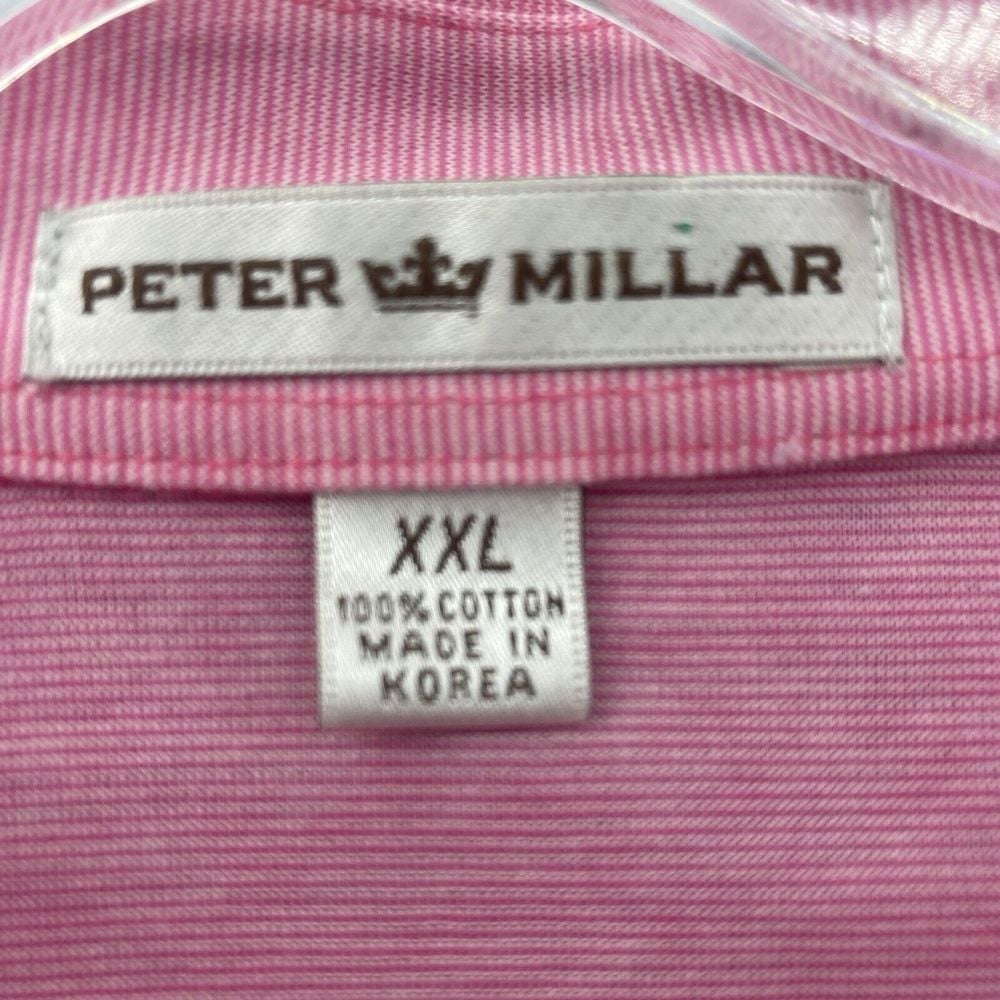 PETER MILLAR
XXL
100% COTTON
MADE IN
KOREA